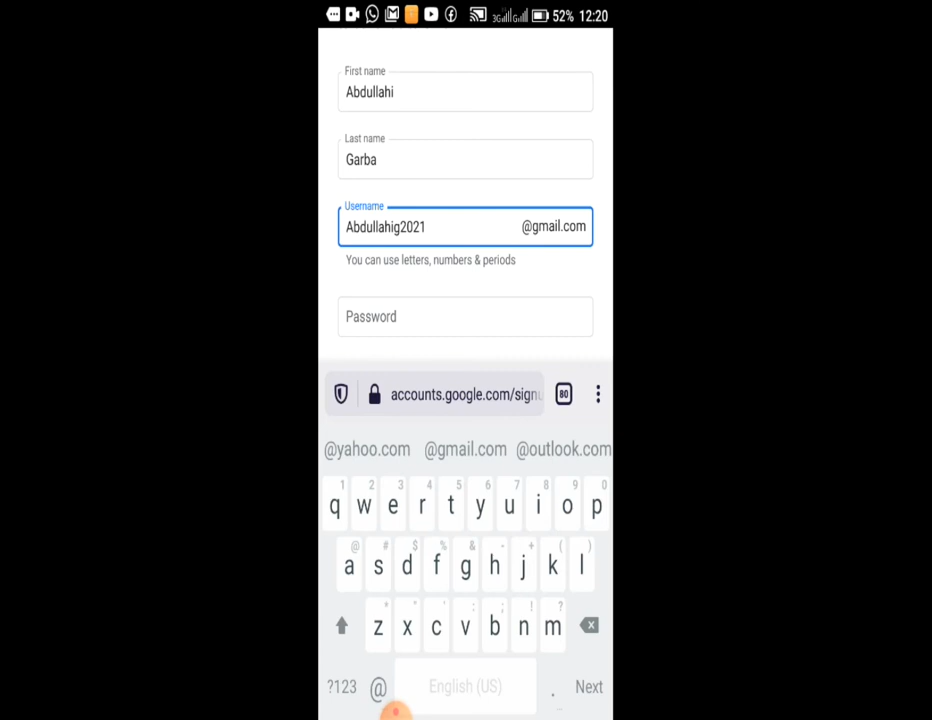 3G G 52% 12:20
First name
Abdullahi
Last name
Garba
Username
Abdullahig2021 @gmail.com
You can use letters, numbers & periods
Password
accounts.google.com/sign 80
@yahoo.com @gmail.com @outlook.com
1 2 3 4 5 6 7 8 9 0
q w e r t y u i o p
@ # $ % & - + ( )
a s d f g h j k l
* " ' : ; ! ?
z x c v b n m
?123 @ English (US) . Next